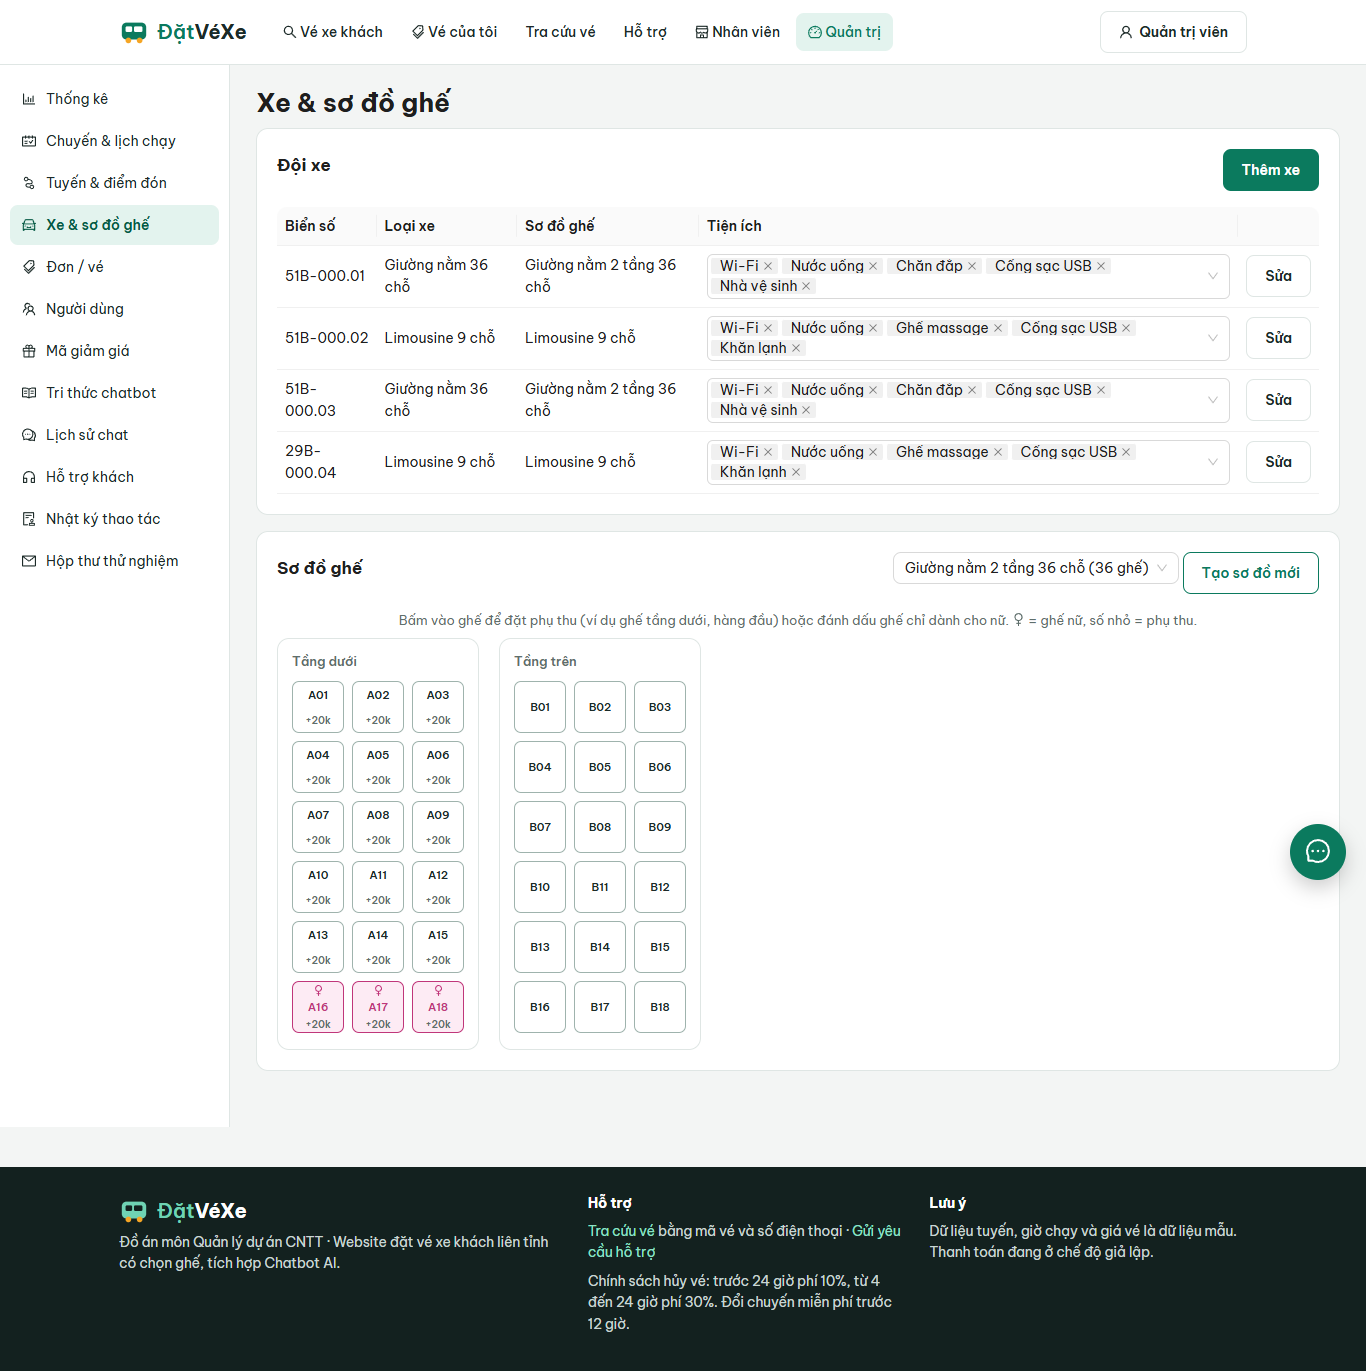 ĐặtVéXe
Vé xe khách
Vé của tôi
Tra cứu vé
Hỗ trợ
Nhân viên
Quản trị
Quản trị viên
Thống kê
Chuyến & lịch chạy
Tuyến & điểm đón
Xe & sơ đồ ghế
Đơn / vé
Người dùng
Mã giảm giá
Tri thức chatbot
Lịch sử chat
Hỗ trợ khách
Nhật ký thao tác
Hộp thư thử nghiệm
Xe & sơ đồ ghế
Đội xe
Thêm xe
Biển số Loại xe Sơ đồ ghế Tiện ích
51B-000.01
Giường nằm 36
chỗ
Giường nằm 2 tầng 36
chỗ
Wi-Fi × Nước uống × Chăn đắp × Cổng sạc USB ×
Nhà vệ sinh ×
Sửa
51B-000.02
Limousine 9 chỗ
Limousine 9 chỗ
Wi-Fi × Nước uống × Ghế massage × Cổng sạc USB ×
Khăn lạnh ×
Sửa
51B-
000.03
Giường nằm 36
chỗ
Giường nằm 2 tầng 36
chỗ
Wi-Fi × Nước uống × Chăn đắp × Cổng sạc USB ×
Nhà vệ sinh ×
Sửa
29B-
000.04
Limousine 9 chỗ
Limousine 9 chỗ
Wi-Fi × Nước uống × Ghế massage × Cổng sạc USB ×
Khăn lạnh ×
Sửa
Sơ đồ ghế
Giường nằm 2 tầng 36 chỗ (36 ghế)
Tạo sơ đồ mới
Bấm vào ghế để đặt phụ thu (ví dụ ghế tầng dưới, hàng đầu) hoặc đánh dấu ghế chỉ dành cho nữ. ♀ = ghế nữ, số nhỏ = phụ thu.
Tầng dưới
A01 A02 A03
+20k +20k +20k
A04 A05 A06
+20k +20k +20k
A07 A08 A09
+20k +20k +20k
A10 A11 A12
+20k +20k +20k
A13 A14 A15
+20k +20k +20k
♀ ♀ ♀
A16 A17 A18
+20k +20k +20k
Tầng trên
B01 B02 B03
B04 B05 B06
B07 B08 B09
B10 B11 B12
B13 B14 B15
B16 B17 B18
ĐặtVéXe
Đồ án môn Quản lý dự án CNTT · Website đặt vé xe khách liên tỉnh
có chọn ghế, tích hợp Chatbot AI.
Hỗ trợ
Tra cứu vé bằng mã vé và số điện thoại · Gửi yêu
cầu hỗ trợ
Chính sách hủy vé: trước 24 giờ phí 10%, từ 4
đến 24 giờ phí 30%. Đổi chuyến miễn phí trước
12 giờ.
Lưu ý
Dữ liệu tuyến, giờ chạy và giá vé là dữ liệu mẫu.
Thanh toán đang ở chế độ giả lập.